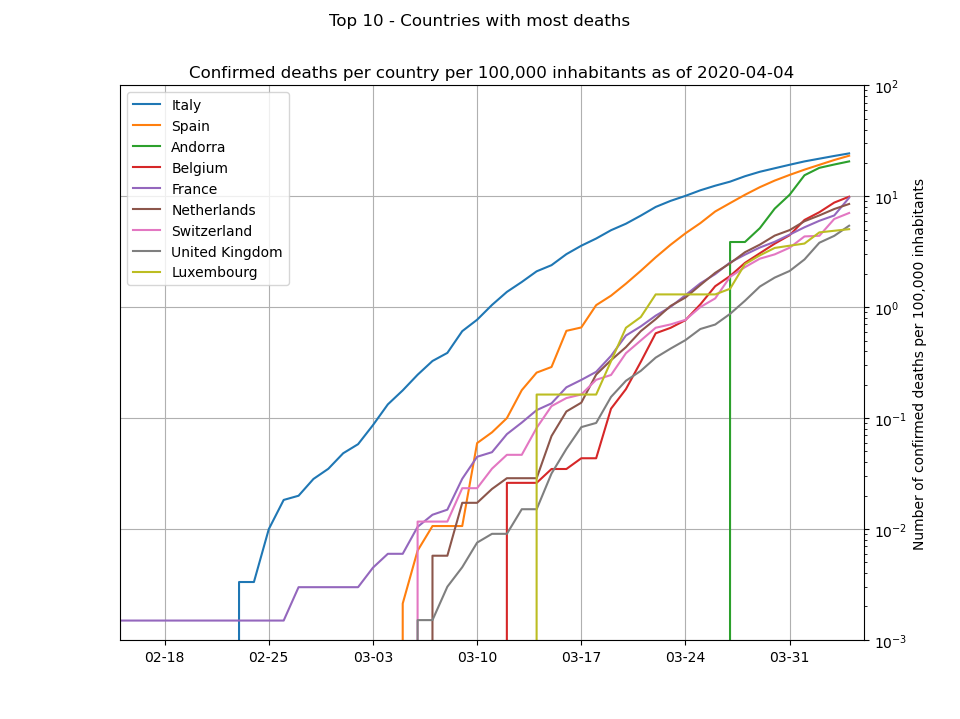 Top 10 - Countries with most deaths
Confirmed deaths per country per 100,000 inhabitants as of 2020-04-04
Italy
Spain
Andorra
Belgium
France
Netherlands
Switzerland
United Kingdom
Luxembourg
10²
10¹
10⁰
10⁻¹
10⁻²
10⁻³
Number of confirmed deaths per 100,000 inhabitants
02-18 02-25 03-03 03-10 03-17 03-24 03-31